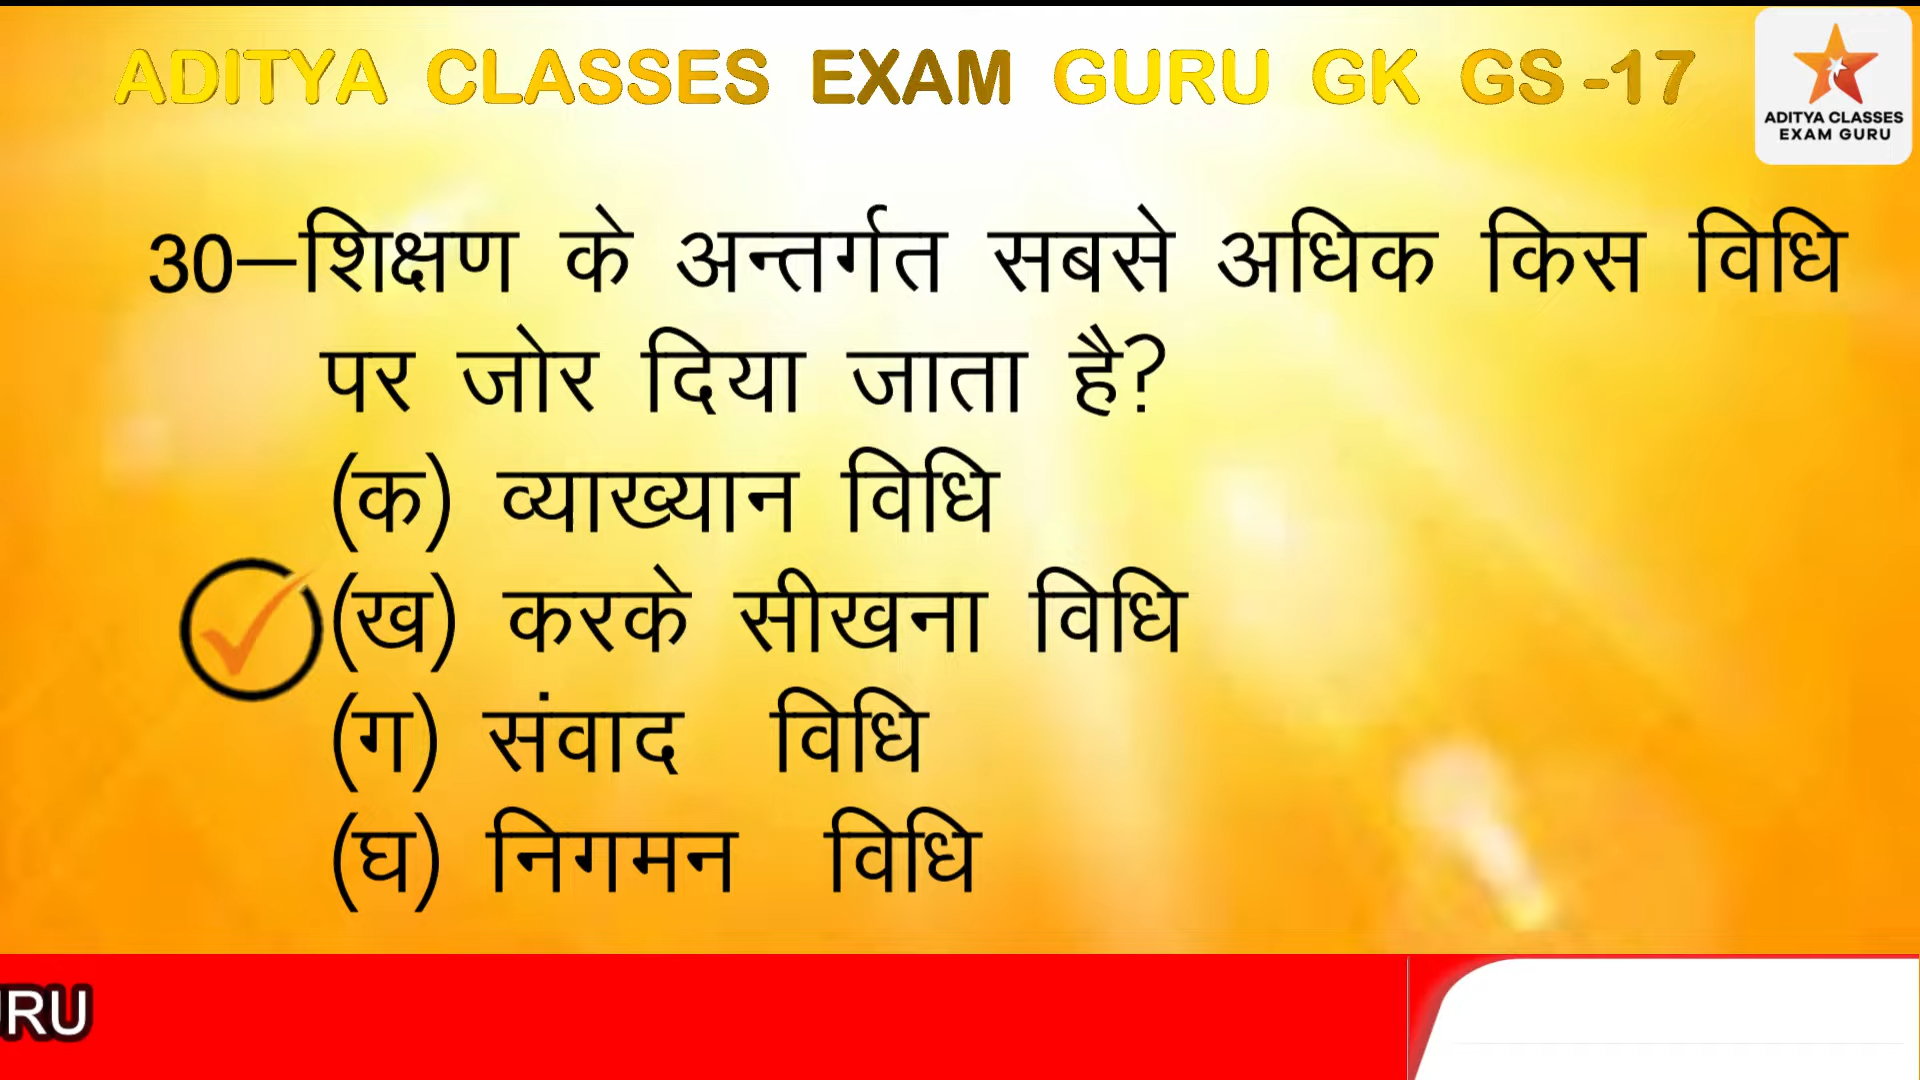 ADITYA CLASSES EXAM GURU GK GS -17
ADITYA CLASSES
EXAM GURU
30–शिक्षण के अन्तर्गत सबसे अधिक किस विधि
पर जोर दिया जाता है?
(क) व्याख्यान विधि
(ख) करके सीखना विधि
(ग) संवाद विधि
(घ) निगमन विधि
RU